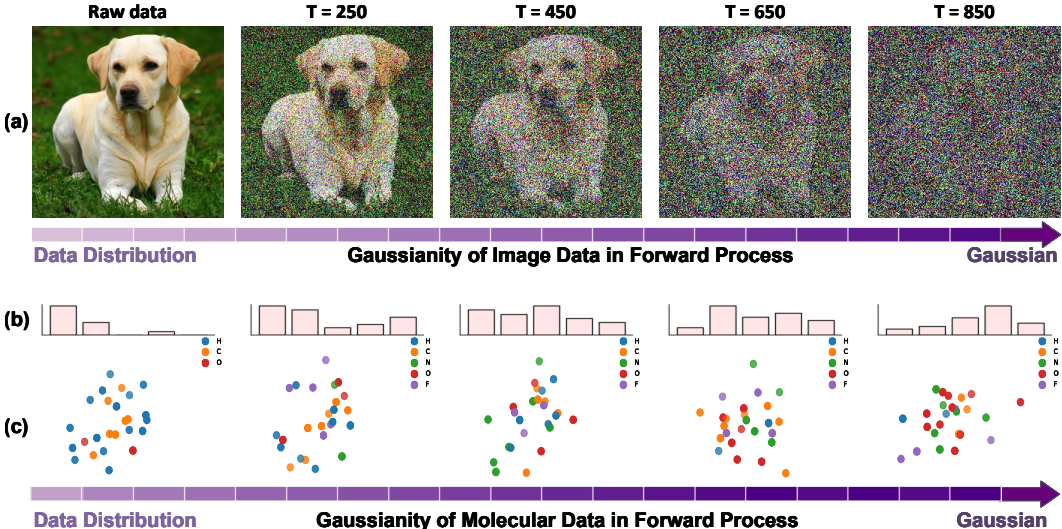 Raw data T = 250 T = 450 T = 650 T = 850
(a)
Data Distribution Gaussianity of Image Data in Forward Process Gaussian
(b)
H H H H H
C C C C C
O N N N N
O O O O
F F F F
(c)
Data Distribution Gaussianity of Molecular Data in Forward Process Gaussian